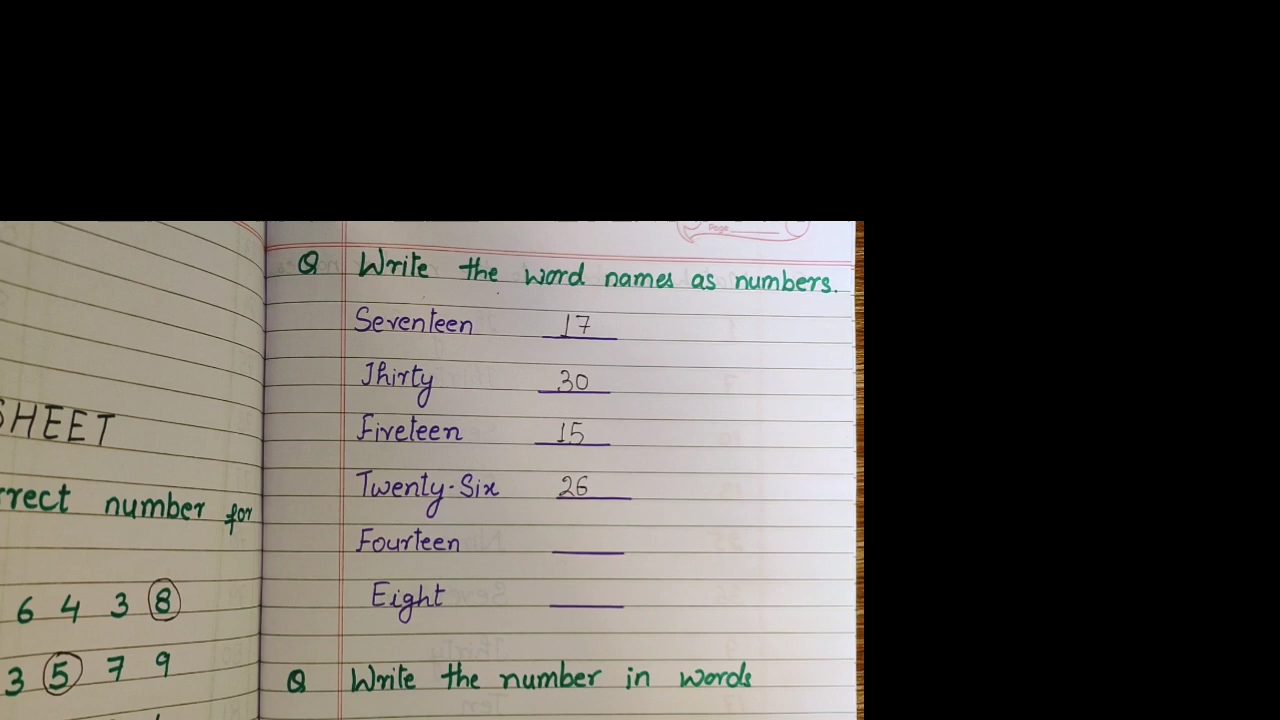 SHEET
rrect number for
6 4 3 8
3 5 7 9
Page
Q Write the word names as numbers.
Seventeen 17
Thirty 30
Fiveteen 15
Twenty-Six 26
Fourteen
Eight
Q Write the number in words